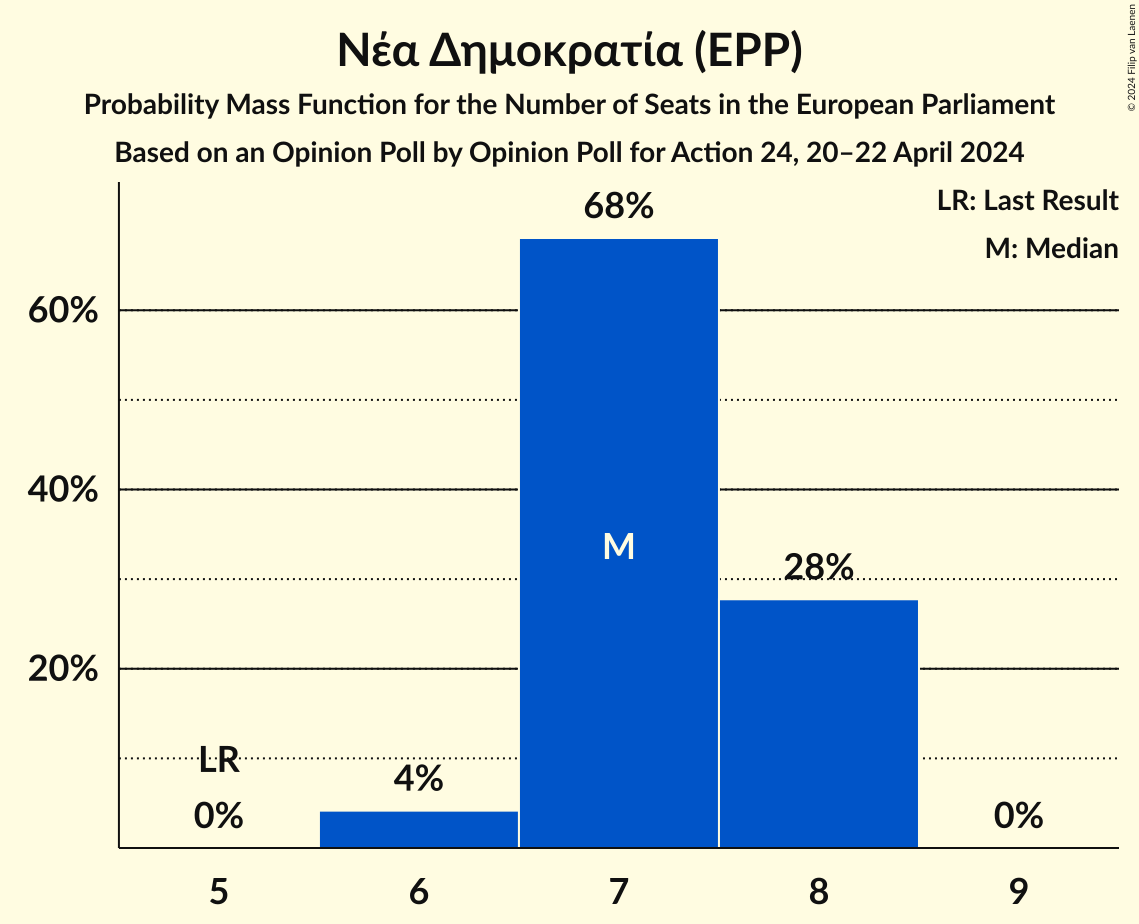 Νέα Δημοκρατία (EPP)
Probability Mass Function for the Number of Seats in the European Parliament
Based on an Opinion Poll by Opinion Poll for Action 24, 20–22 April 2024
© 2024 Filip van Laenen
LR: Last Result
M: Median
68%
60%
40%
M
28%
20%
LR
4%
0%
0%
5 6 7 8 9